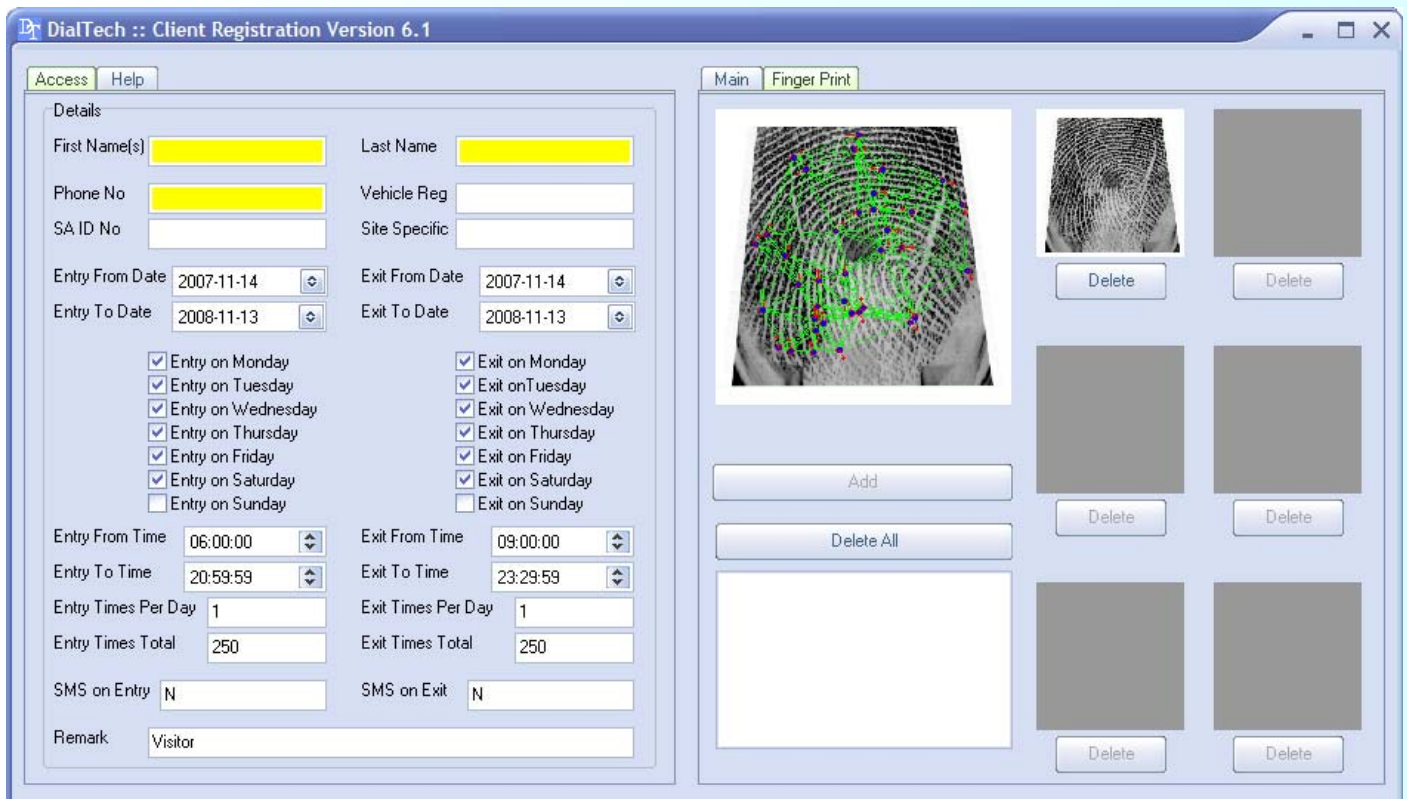 DialTech :: Client Registration Version 6.1
Access Help
Details
First Name(s) Last Name
Phone No Vehicle Reg
SA ID No Site Specific
Entry From Date 2007-11-14 Exit From Date 2007-11-14
Entry To Date 2008-11-13 Exit To Date 2008-11-13
Entry on Monday Exit on Monday
Entry on Tuesday Exit onTuesday
Entry on Wednesday Exit on Wednesday
Entry on Thursday Exit on Thursday
Entry on Friday Exit on Friday
Entry on Saturday Exit on Saturday
Entry on Sunday Exit on Sunday
Entry From Time 06:00:00 Exit From Time 09:00:00
Entry To Time 20:59:59 Exit To Time 23:29:59
Entry Times Per Day 1 Exit Times Per Day 1
Entry Times Total 250 Exit Times Total 250
SMS on Entry N SMS on Exit N
Remark Visitor
Main Finger Print
Delete Delete
Add
Delete All
Delete Delete
Delete Delete